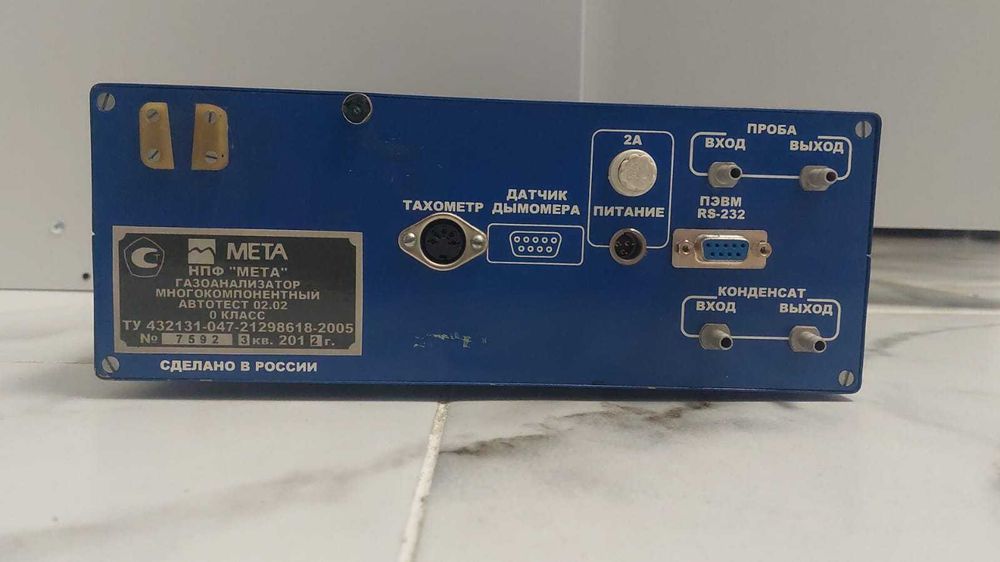 ПРОБА
ВХОД ВЫХОД
2А
ПИТАНИЕ
ТАХОМЕТР
ДАТЧИК
ДЫМОМЕРА
ПЭВМ
RS-232
КОНДЕНСАТ
ВХОД ВЫХОД
МЕТА
НПФ "МЕТА"
ГАЗОАНАЛИЗАТОР
МНОГОКОМПОНЕНТНЫЙ
АВТОТЕСТ 02.02
0 КЛАСС
ТУ 432131-047-21298618-2005
№ 7592 3 кв. 2012 г.
СДЕЛАНО В РОССИИ